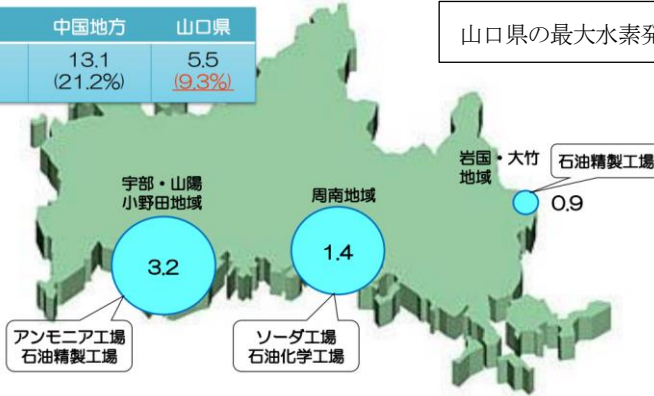 中国地方
山口県
13.1
(21.2%)
5.5
(9.3%)
山口県の最大水素発
岩国・大竹
地域
石油精製工場
0.9
宇部・山陽
小野田地域
3.2
周南地域
1.4
アンモニア工場
石油精製工場
ソーダ工場
石油化学工場